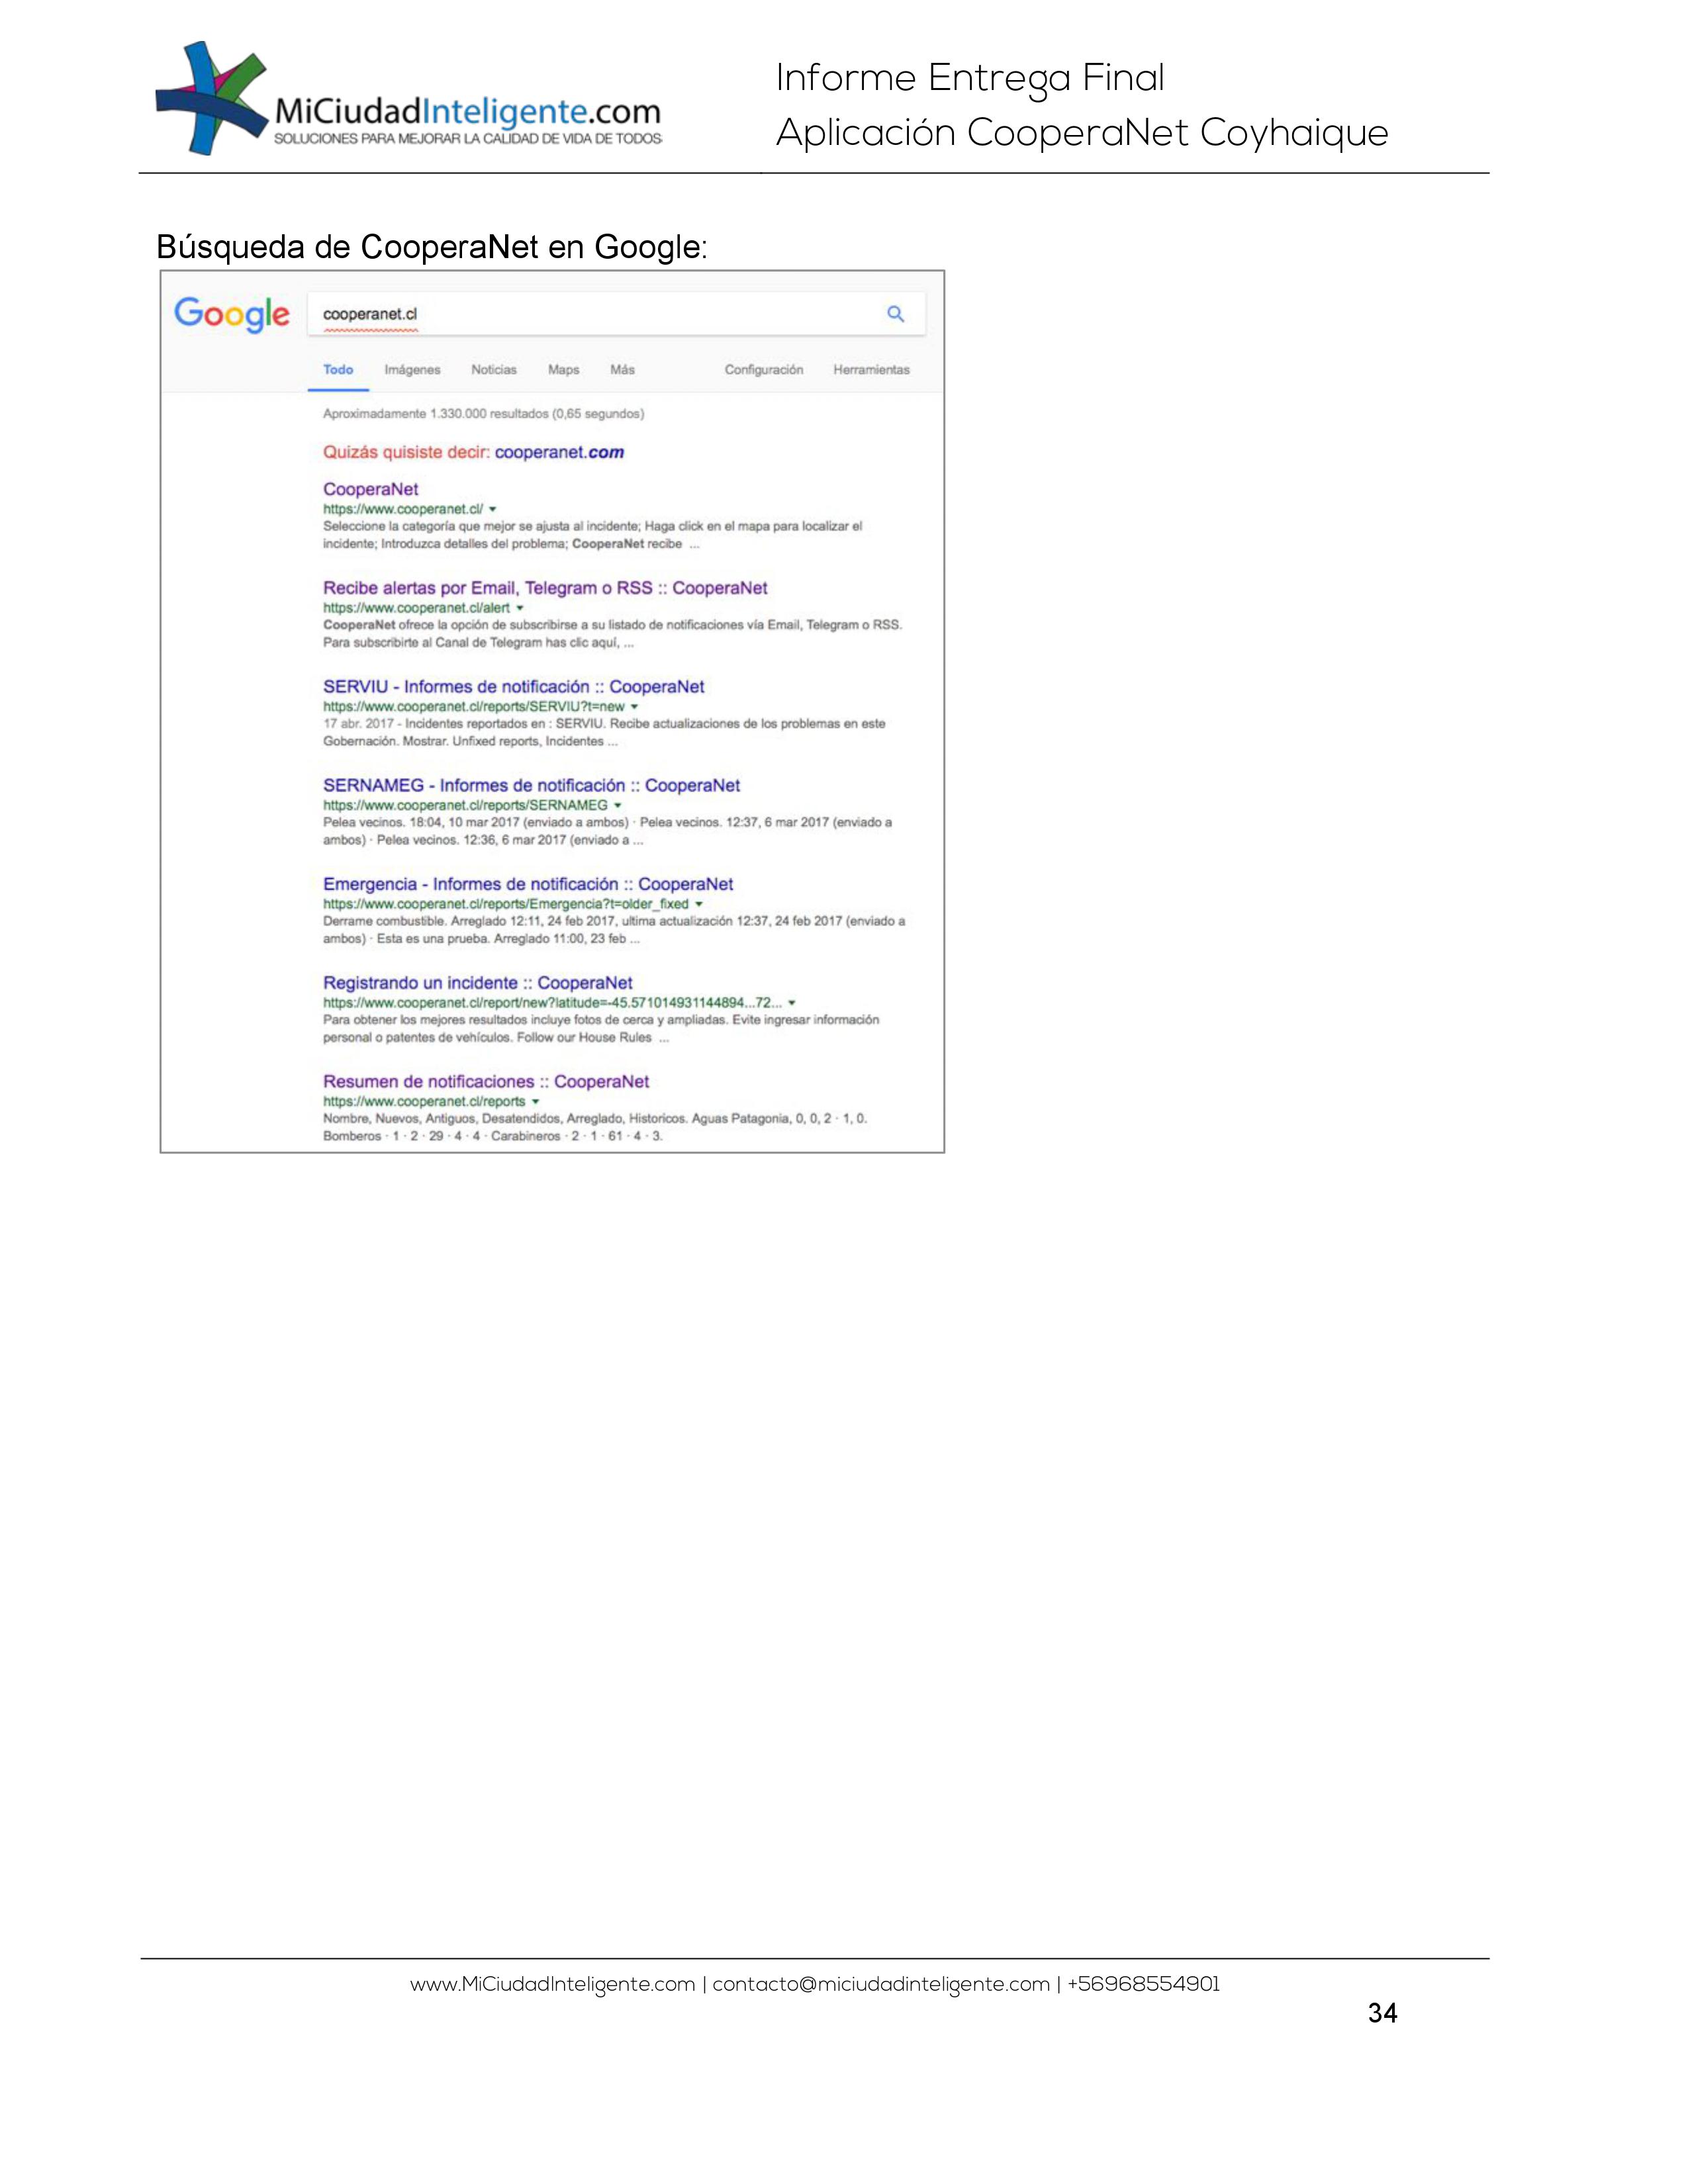 MiCiudadInteligente.com
SOLUCIONES PARA MEJORAR LA CALIDAD DE VIDA DE TODOS
Informe Entrega Final
Aplicación CooperaNet Coyhaique
Búsqueda de CooperaNet en Google:
Google
cooperanet.cl
Todo Imágenes Noticias Maps Más Configuración Herramientas
Aproximadamente 1.330.000 resultados (0,65 segundos)
Quizás quisiste decir: cooperanet.com
CooperaNet
https://www.cooperanet.cl/
Seleccione la categoría que mejor se ajusta al incidente; Haga click en el mapa para localizar el
incidente; Introduzca detalles del problema; CooperaNet recibe ...
Recibe alertas por Email, Telegram o RSS :: CooperaNet
https://www.cooperanet.cl/alert
CooperaNet ofrece la opción de subscribirse a su listado de notificaciones vía Email, Telegram o RSS.
Para subscribirte al Canal de Telegram has clic aquí, ...
SERVIU - Informes de notificación :: CooperaNet
https://www.cooperanet.cl/reports/SERVIU?t=new
17 abr. 2017 - Incidentes reportados en : SERVIU. Recibe actualizaciones de los problemas en este
Gobernación. Mostrar. Unfixed reports, Incidentes ...
SERNAMEG - Informes de notificación :: CooperaNet
https://www.cooperanet.cl/reports/SERNAMEG
Pelea vecinos. 18:04, 10 mar 2017 (enviado a ambos) · Pelea vecinos. 12:37, 6 mar 2017 (enviado a
ambos) · Pelea vecinos. 12:36, 6 mar 2017 (enviado a ...
Emergencia - Informes de notificación :: CooperaNet
https://www.cooperanet.cl/reports/Emergencia?t=older_fixed
Derrame combustible. Arreglado 12:11, 24 feb 2017, ultima actualización 12:37, 24 feb 2017 (enviado a
ambos) · Esta es una prueba. Arreglado 11:00, 23 feb ...
Registrando un incidente :: CooperaNet
https://www.cooperanet.cl/report/new?latitude=-45.571014931144894...72...
Para obtener los mejores resultados incluye fotos de cerca y ampliadas. Evite ingresar información
personal o patentes de vehículos. Follow our House Rules ...
Resumen de notificaciones :: CooperaNet
https://www.cooperanet.cl/reports
Nombre, Nuevos, Antiguos, Desatendidos, Arreglado, Historicos. Aguas Patagonia, 0, 0, 2 · 1, 0.
Bomberos · 1 · 2 · 29 · 4 · 4 · Carabineros · 2 · 1 · 61 · 4 · 3.
www.MiCiudadInteligente.com | contacto@miciudadinteligente.com | +56968554901
34